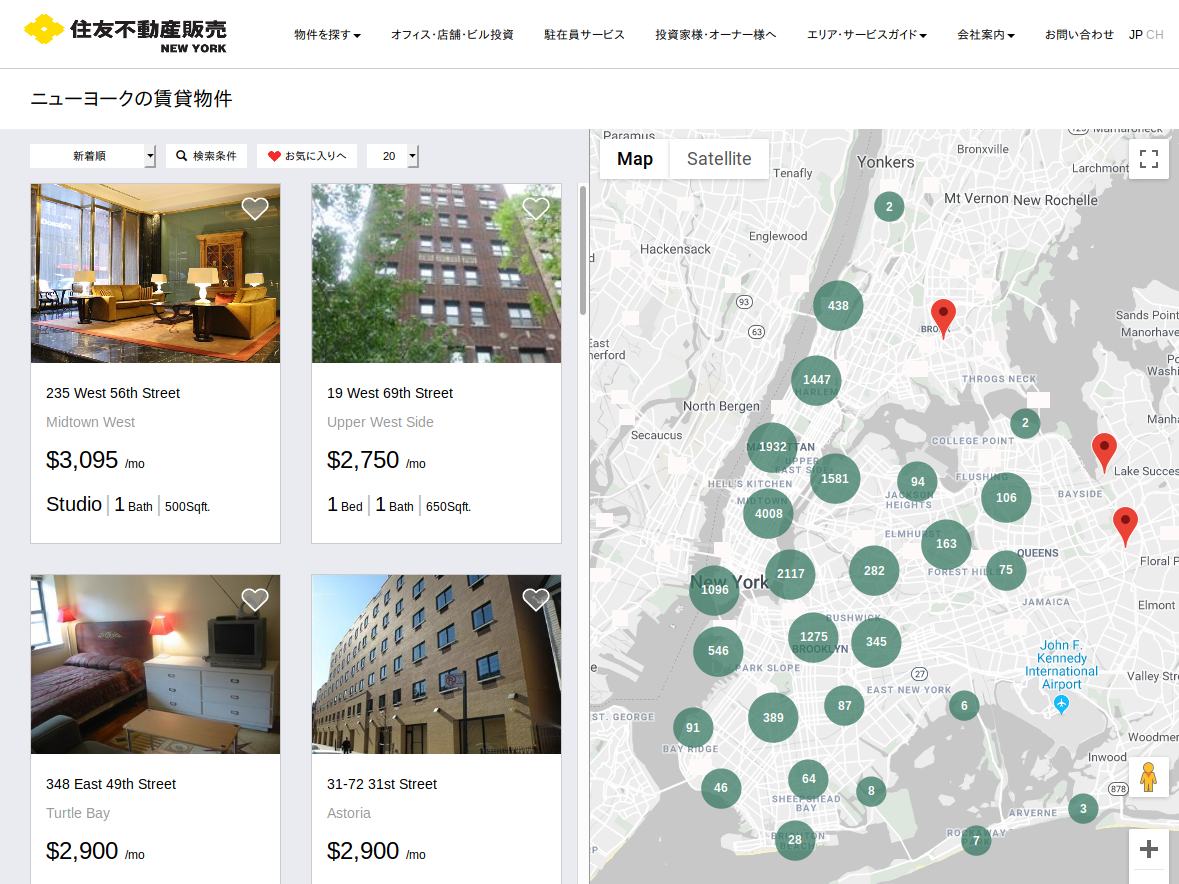 住友不動産販売
NEW YORK
物件を探す オフィス・店舗・ビル投資 駐在員サービス 投資家様・オーナー様へ エリア・サービスガイド 会社案内 お問い合わせ JP CH
ニューヨークの賃貸物件
新着順 検索条件 お気に入りへ 20
235 West 56th Street
Midtown West
$3,095 /mo
Studio 1 Bath 500Sqft.
19 West 69th Street
Upper West Side
$2,750 /mo
1 Bed 1 Bath 650Sqft.
348 East 49th Street
Turtle Bay
$2,900 /mo
31-72 31st Street
Astoria
$2,900 /mo
Map Satellite
Paramus
Bronxville
Yonkers
Tenafly
Larchmont
2
Mt Vernon
New Rochelle
Englewood
Hackensack
93
438
63
Sands Point
Manorhave
1447
THROGS NECK
HARLEM
North Bergen
2
Secaucus
COLLEGE POINT
1932
UPPER
EAST SIDE
1581
94
FLUSHING
Lake Succes
HELL'S KITCHEN
JACKSON
HEIGHTS
106
BAYSIDE
MIDTOWN
4008
ELMHURST
163
QUEENS
Floral P
2117
282
FOREST HILLS
75
New York
1096
JAMAICA
Elmont
BUSHWICK
1275
345
BROOKLYN
546
John F.
Kennedy
International
Airport
PARK SLOPE
27
Valley Stre
EAST NEW YORK
87
6
389
ST. GEORGE
91
BAY RIDGE
Woodmer
Inwood
64
46
8
878
SHEEPSHEAD
BAY
3
ARVERNE
BRIGHTON
BEACH
28
ROCKAWAY
PARK
7